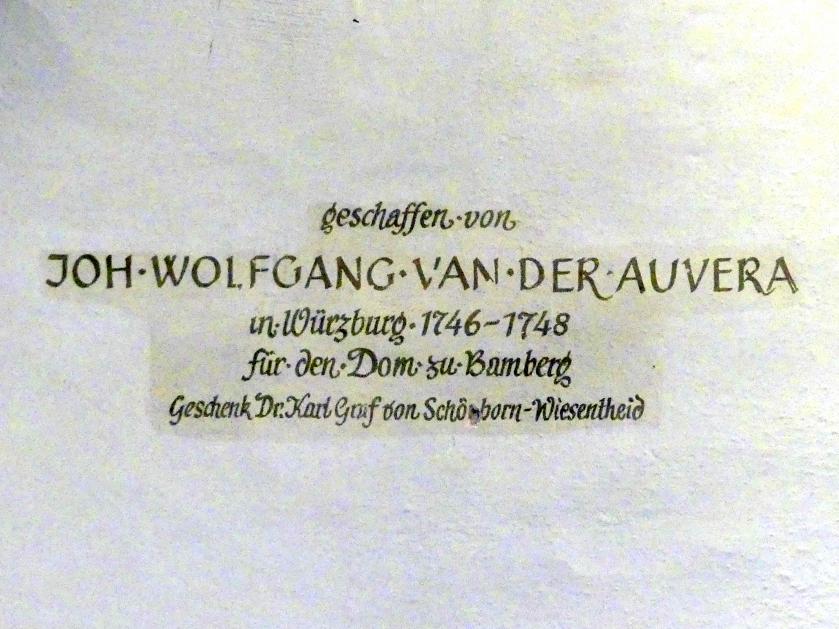 geschaffen·von
JOH·WOLFGANG·VAN·DER·AUVERA
in·Würzburg·1746-1748
für·den·Dom·zu·Bamberg
Geschenk Dr. Karl Graf von Schönborn-Wiesentheid